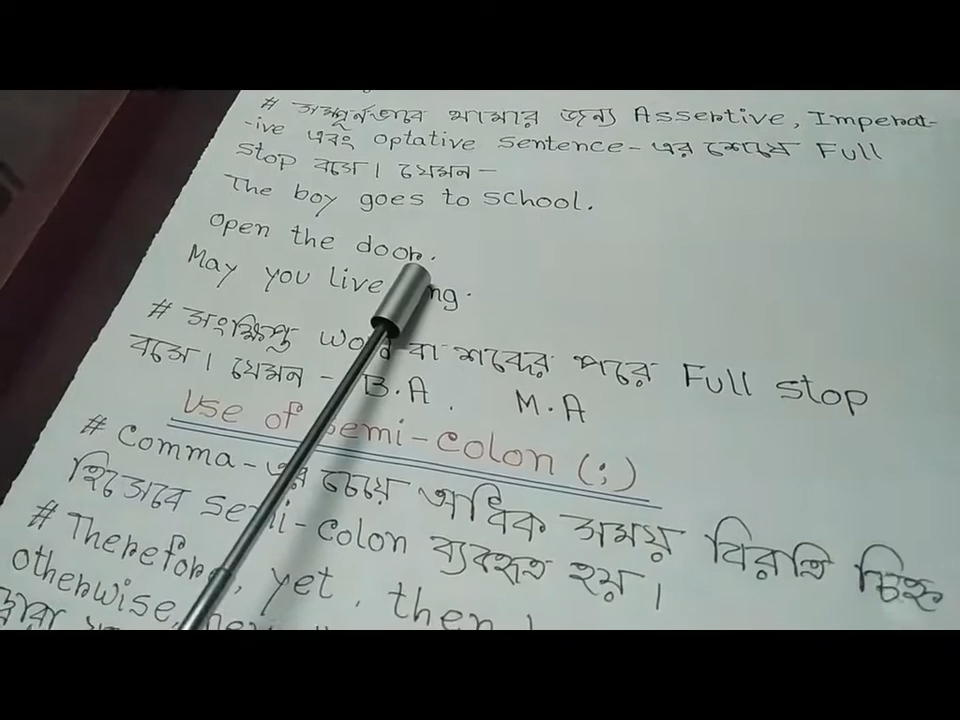 # সম্পূর্নভাবে থামার জন্য Assertive, Imperat-
-ive এবং optative sentence-এর শেষে Full
stop বসে। যেমন-
The boy goes to school.
Open the door.
May you live
# সংক্ষিপ্ত word বা শব্দের পরে Full stop
বসে। যেমন- B.A. M.A
Use of semi-colon (;)
# Comma-এর চেয়ে অধিক সময় বিরতি চিহ্ন
হিসেবে semi-colon ব্যবহৃত হয়।
# Therefore, yet, then,
otherwise,
দ্বারা